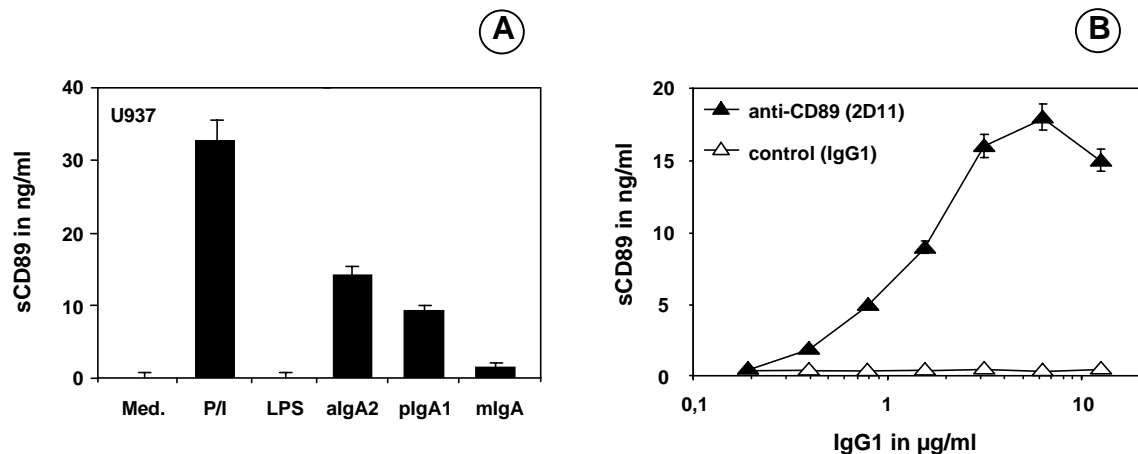 A
sCD89 in ng/ml
40
30
20
10
0
U937
Med. P/I LPS aIgA2 pIgA1 mIgA
B
sCD89 in ng/ml
20
15
10
5
0
anti-CD89 (2D11)
control (IgG1)
0,1 1 10
IgG1 in µg/ml